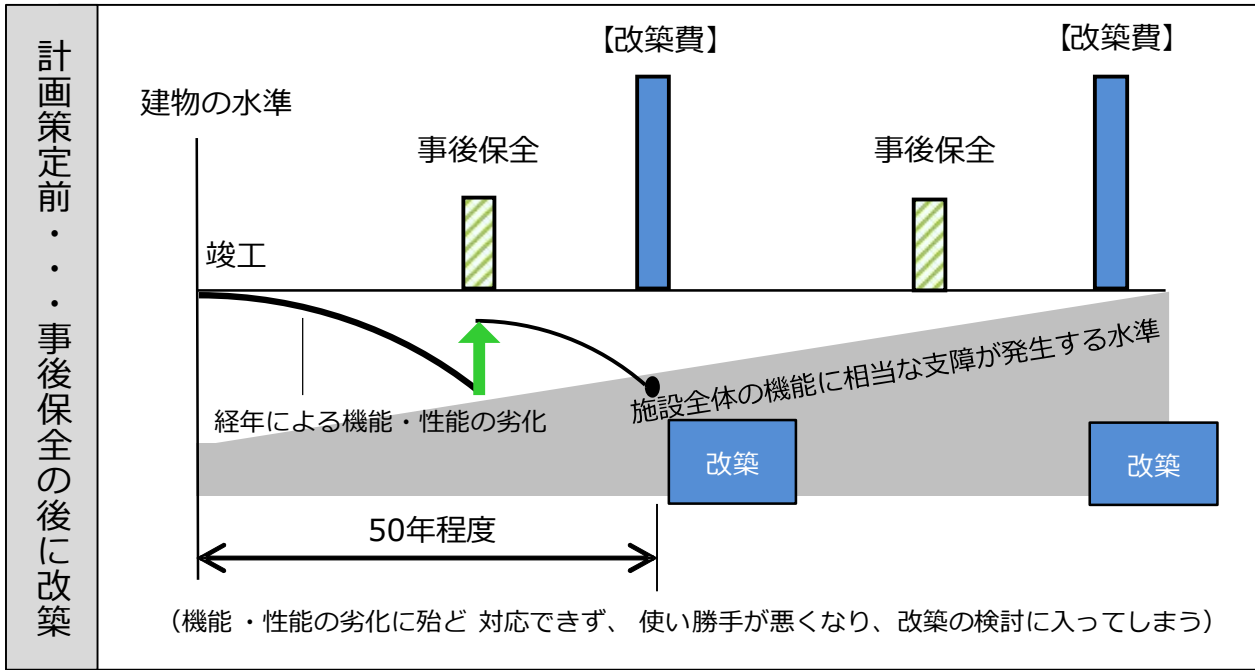 計画策定前・・・事後保全の後に改築
【改築費】
【改築費】
建物の水準
事後保全
事後保全
竣工
経年による機能・性能の劣化
施設全体の機能に相当な支障が発生する水準
改築
改築
50年程度
（機能・性能の劣化に殆ど 対応できず、 使い勝手が悪くなり、改築の検討に入ってしまう）